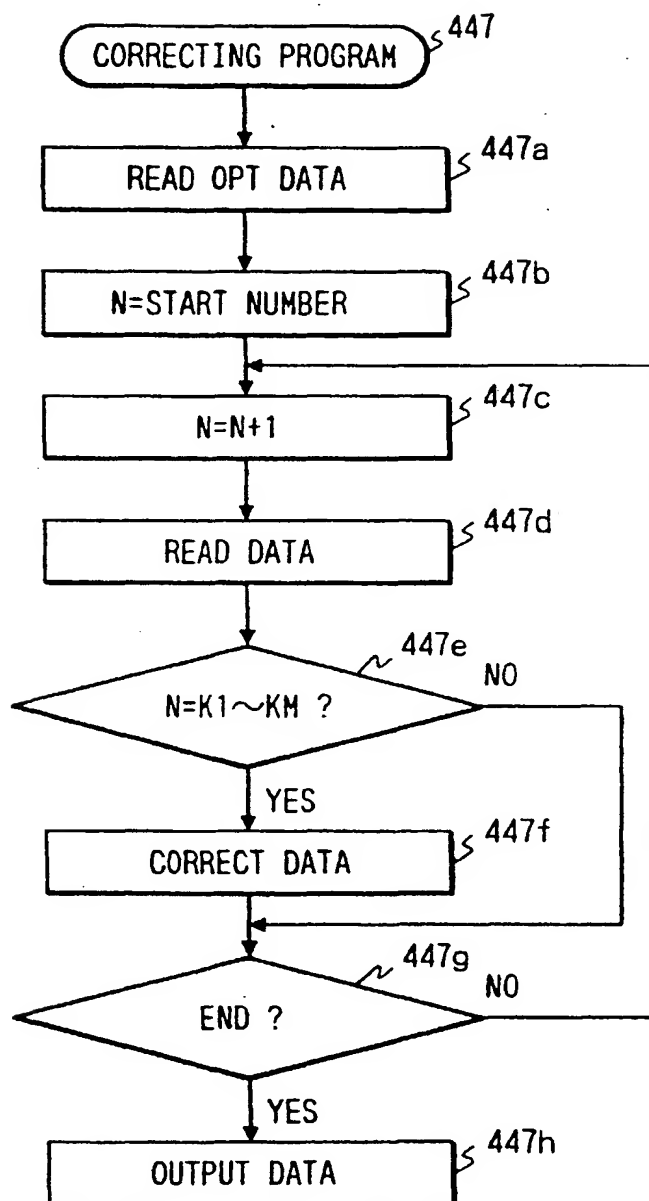 447
CORRECTING PROGRAM
447a
READ OPT DATA
447b
N=START NUMBER
447c
N=N+1
447d
READ DATA
447e
N=K1~KM ?
NO
YES
447f
CORRECT DATA
447g
END ?
NO
YES
447h
OUTPUT DATA